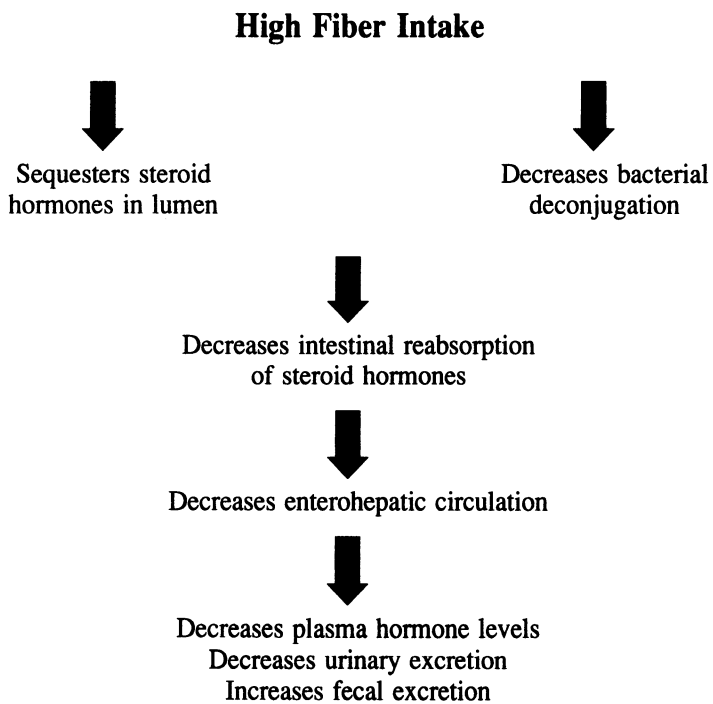 High Fiber Intake
Sequesters steroid
hormones in lumen
Decreases bacterial
deconjugation
Decreases intestinal reabsorption
of steroid hormones
Decreases enterohepatic circulation
Decreases plasma hormone levels
Decreases urinary excretion
Increases fecal excretion